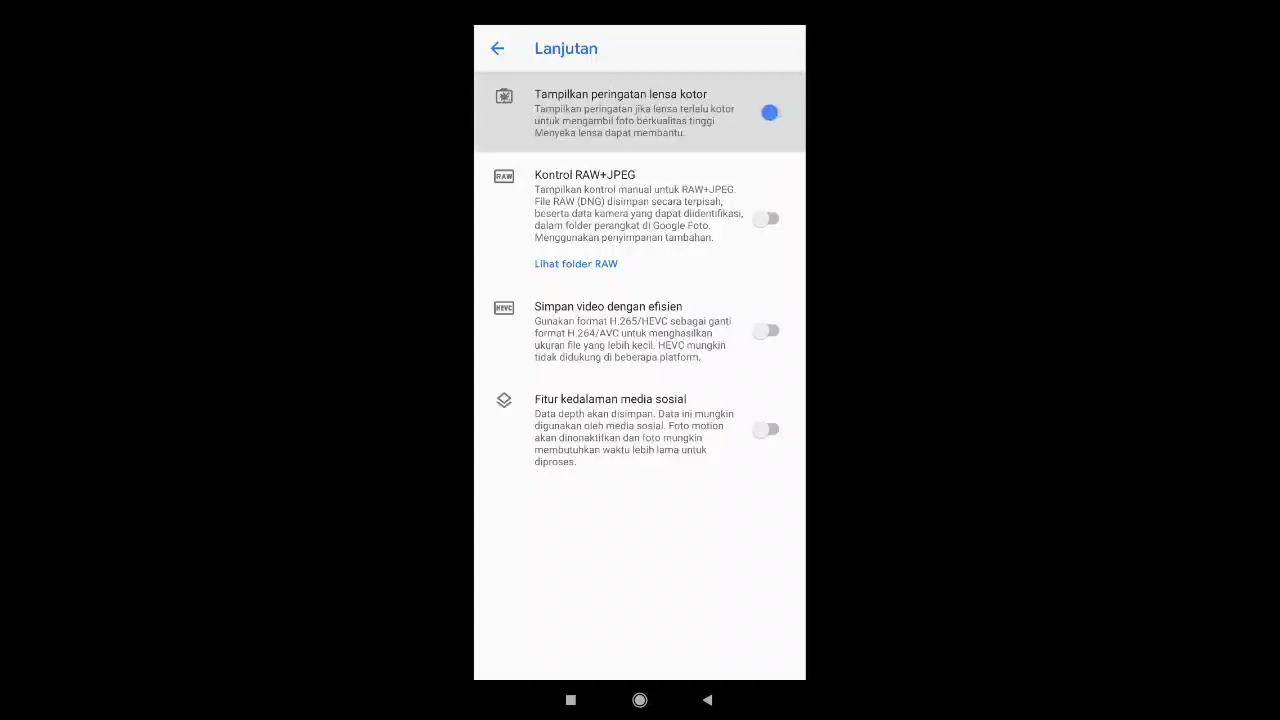 Lanjutan
Tampilkan peringatan lensa kotor
Tampilkan peringatan jika lensa terlalu kotor
untuk mengambil foto berkualitas tinggi
Menyeka lensa dapat membantu.
RAW
Kontrol RAW+JPEG
Tampilkan kontrol manual untuk RAW+JPEG.
File RAW (DNG) disimpan secara terpisah,
beserta data kamera yang dapat diidentifikasi,
dalam folder perangkat di Google Foto.
Menggunakan penyimpanan tambahan.
Lihat folder RAW
HEVC
Simpan video dengan efisien
Gunakan format H.265/HEVC sebagai ganti
format H.264/AVC untuk menghasilkan
ukuran file yang lebih kecil. HEVC mungkin
tidak didukung di beberapa platform.
Fitur kedalaman media sosial
Data depth akan disimpan. Data ini mungkin
digunakan oleh media sosial. Foto motion
akan dinonaktifkan dan foto mungkin
membutuhkan waktu lebih lama untuk
diproses.